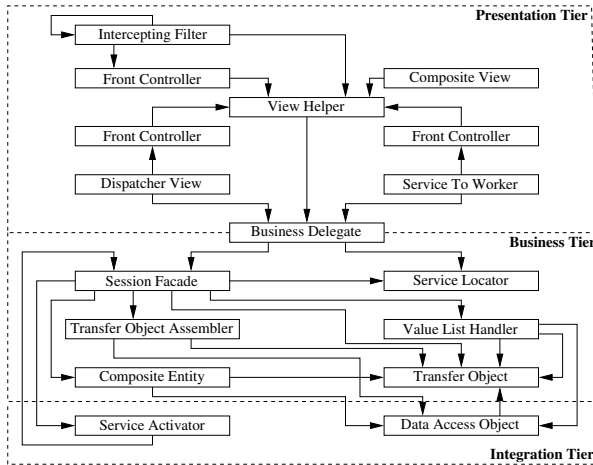 Presentation Tier
Intercepting Filter
Front Controller
Composite View
View Helper
Front Controller
Front Controller
Dispatcher View
Service To Worker
Business Delegate
Business Tier
Session Facade
Service Locator
Transfer Object Assembler
Value List Handler
Composite Entity
Transfer Object
Service Activator
Data Access Object
Integration Tier